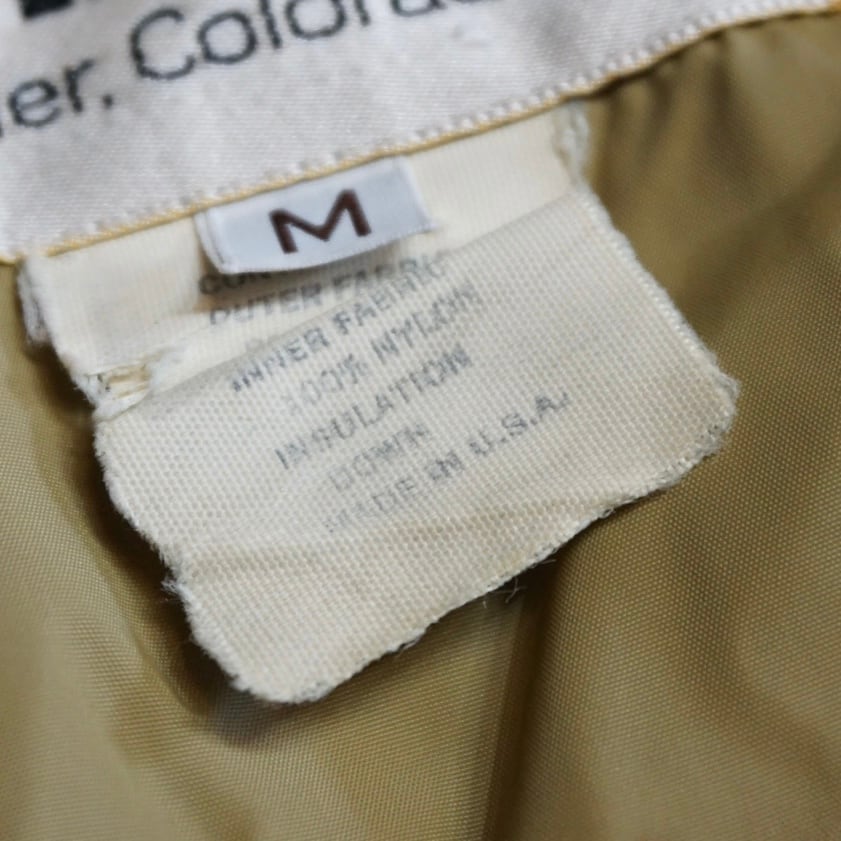 er, Colorad
M
OUTER FABRIC
INNER FABRIC
100% NYLON
INSULATION
DOWN
MADE IN U.S.A.